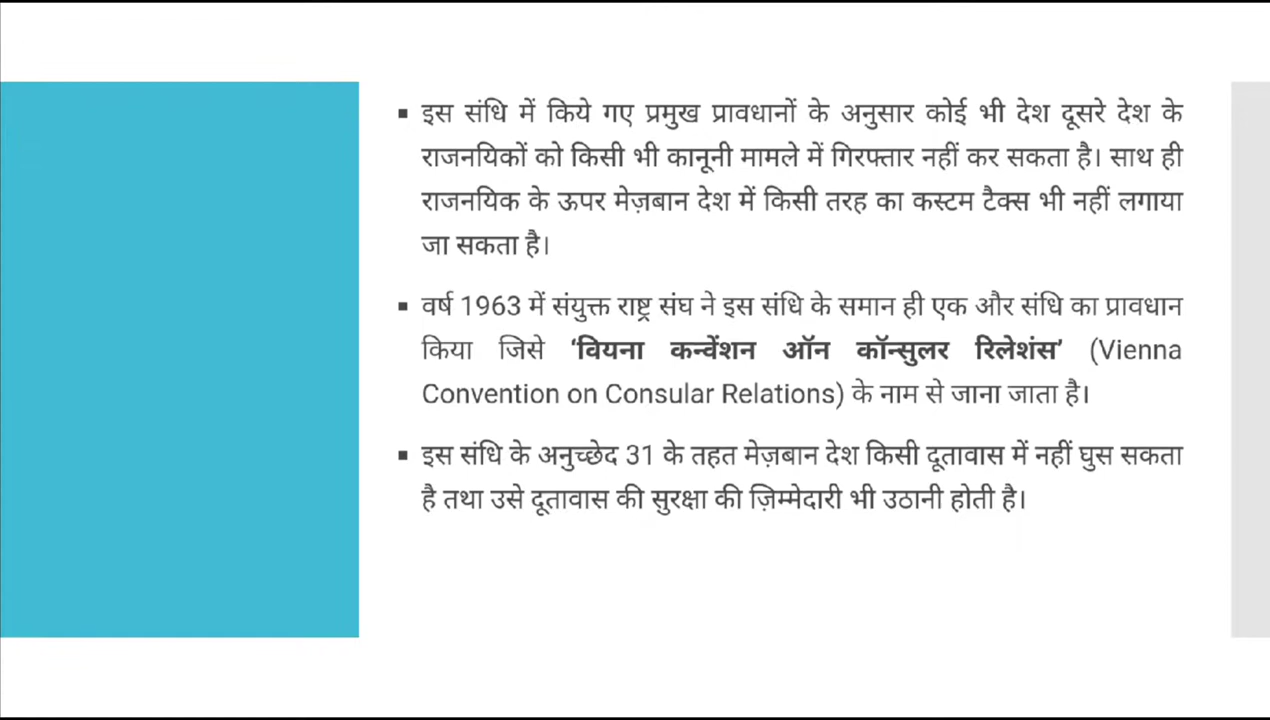 ▪ इस संधि में किये गए प्रमुख प्रावधानों के अनुसार कोई भी देश दूसरे देश के
राजनयिकों को किसी भी कानूनी मामले में गिरफ्तार नहीं कर सकता है। साथ ही
राजनयिक के ऊपर मेज़बान देश में किसी तरह का कस्टम टैक्स भी नहीं लगाया
जा सकता है।
▪ वर्ष 1963 में संयुक्त राष्ट्र संघ ने इस संधि के समान ही एक और संधि का प्रावधान
किया जिसे ‘वियना कन्वेंशन ऑन कॉन्सुलर रिलेशंस’ (Vienna
Convention on Consular Relations) के नाम से जाना जाता है।
▪ इस संधि के अनुच्छेद 31 के तहत मेज़बान देश किसी दूतावास में नहीं घुस सकता
है तथा उसे दूतावास की सुरक्षा की ज़िम्मेदारी भी उठानी होती है।